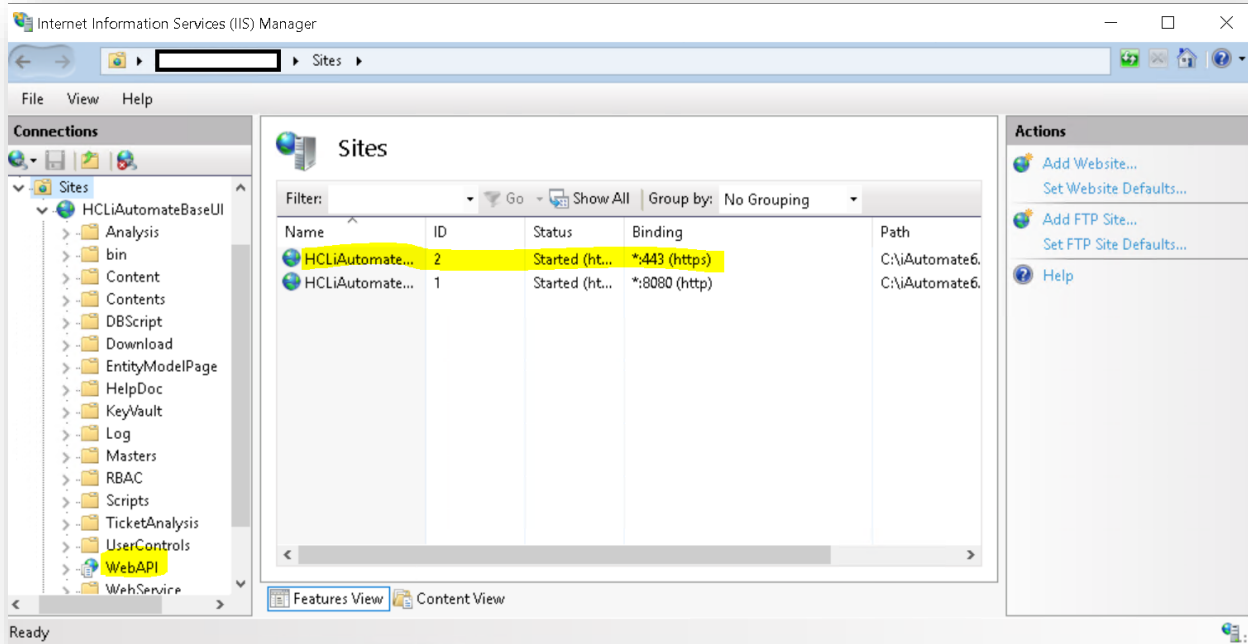 Internet Information Services (IIS) Manager
Sites
File View Help
Connections
Sites
HCLiAutomateBaseUI
Analysis
bin
Content
Contents
DBScript
Download
EntityModelPage
HelpDoc
KeyVault
Log
Masters
RBAC
Scripts
TicketAnalysis
UserControls
WebAPI
WebService
Sites
Filter: Go Show All Group by: No Grouping
Name ID Status Binding Path
HCLiAutomate... 2 Started (ht... *:443 (https) C:\iAutomate6.
HCLiAutomate... 1 Started (ht... *:8080 (http) C:\iAutomate6.
Features View Content View
Actions
Add Website...
Set Website Defaults...
Add FTP Site...
Set FTP Site Defaults...
Help
Ready